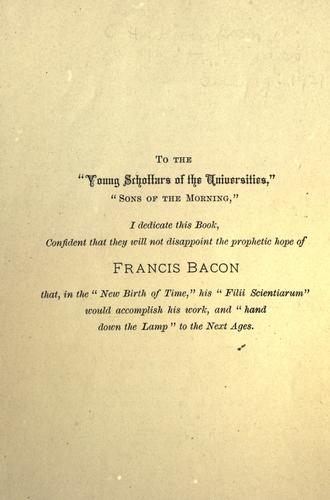 To the
"Young Schollars of the Universities,"
"Sons of the Morning,"
I dedicate this Book,
Confident that they will not disappoint the prophetic hope of
FRANCIS BACON
that, in the "New Birth of Time," his "Filii Scientiarum"
would accomplish his work, and "hand
down the Lamp" to the Next Ages.